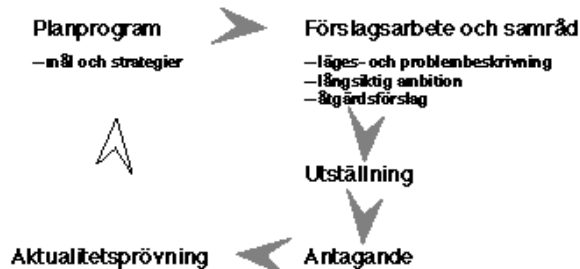 Planprogram
—mål och strategier
Förslagsarbete och samråd
—läges- och problembeskrivning
—långsiktig ambition
—åtgärdsförslag
Utställning
Antagande
Aktualitetsprövning